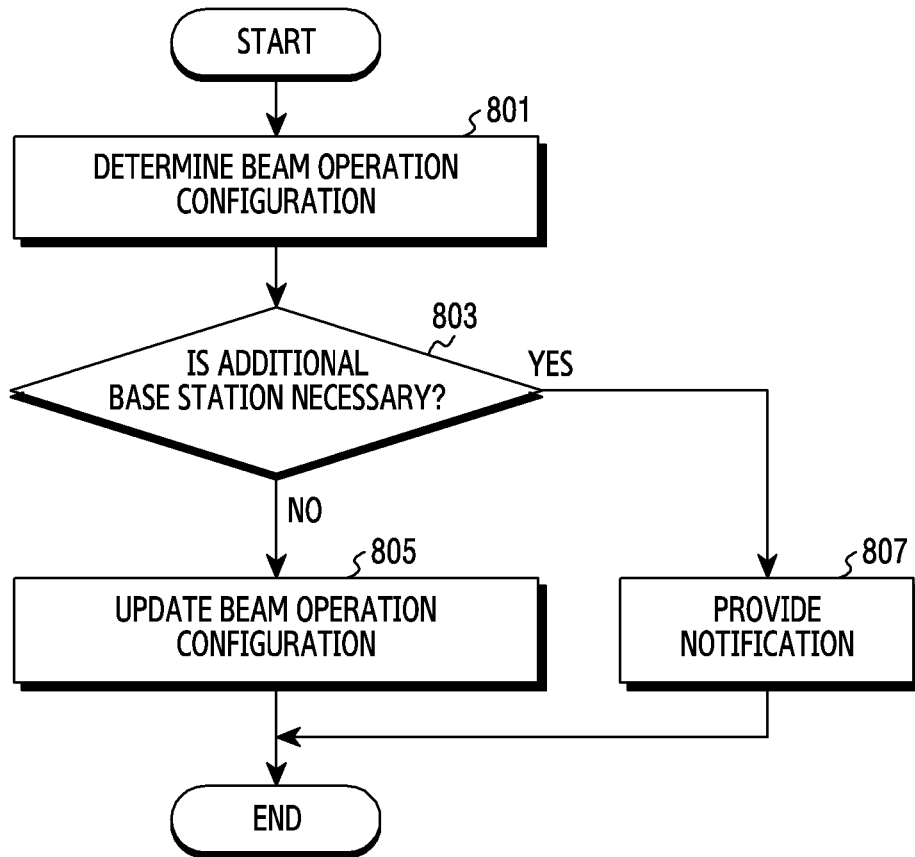 START
801
DETERMINE BEAM OPERATION
CONFIGURATION
803
IS ADDITIONAL
BASE STATION NECESSARY?
YES
NO
805
UPDATE BEAM OPERATION
CONFIGURATION
807
PROVIDE
NOTIFICATION
END